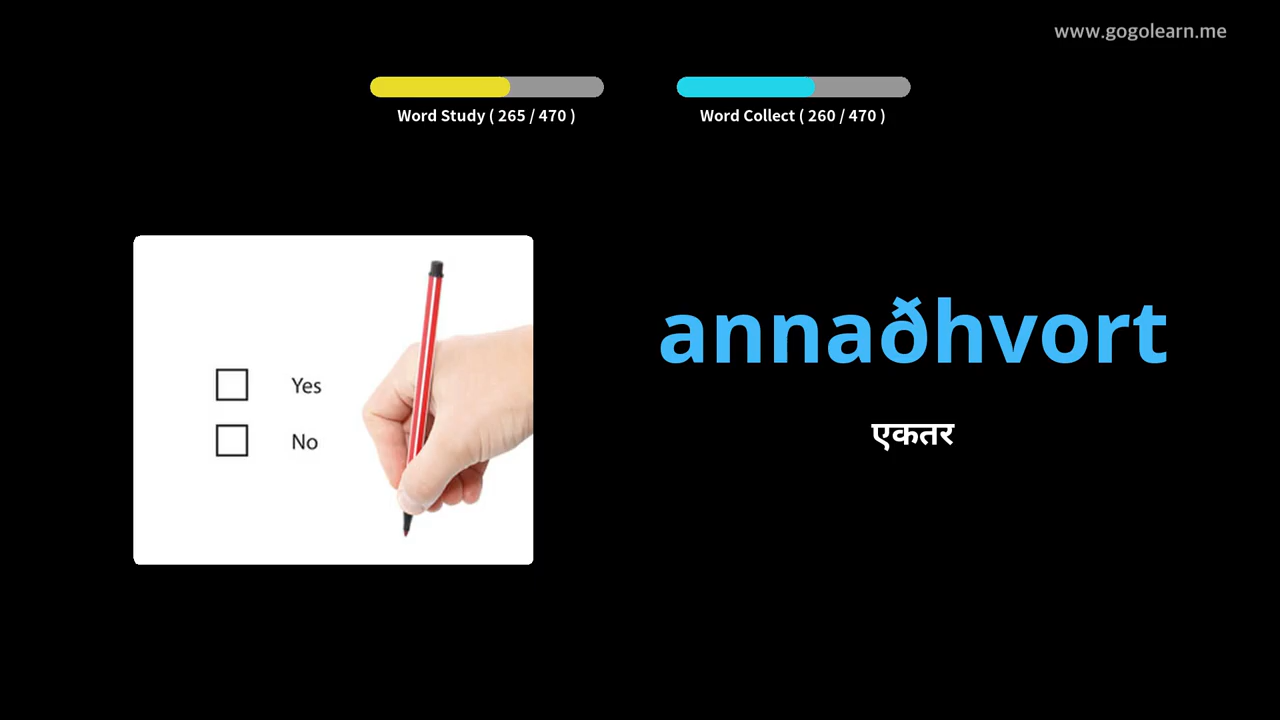 www.gogolearn.me
Word Study ( 265 / 470 )
Word Collect ( 260 / 470 )
Yes
No
annaðhvort
एकतर